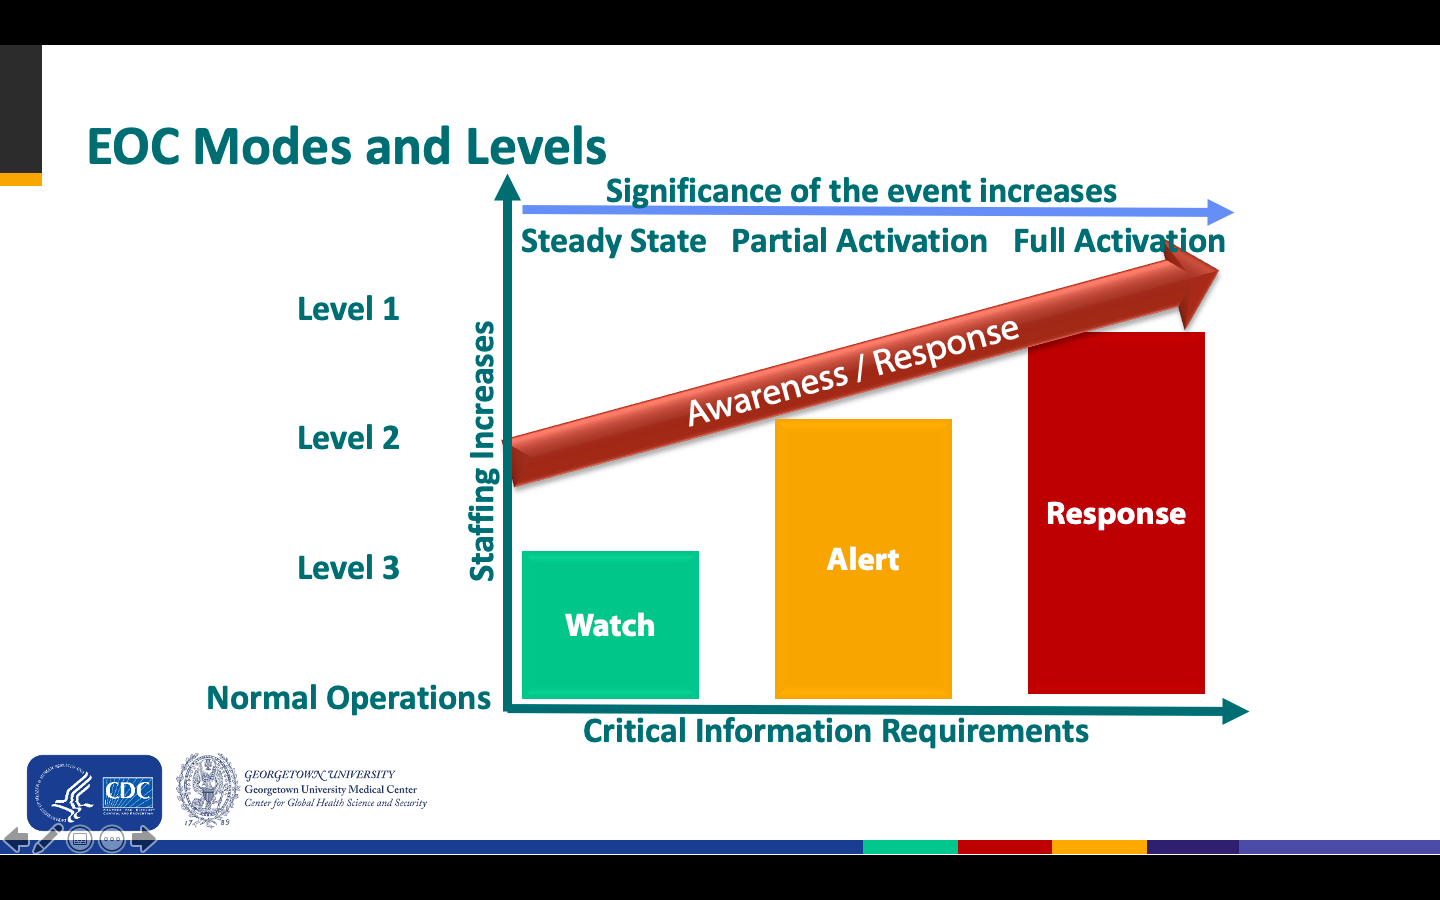 EOC Modes and Levels
Significance of the event increases
Steady State Partial Activation Full Activation
Level 1
Level 2
Level 3
Normal Operations
Staffing Increases
Awareness / Response
Watch
Alert
Response
Critical Information Requirements
CDC
GEORGETOWN UNIVERSITY
Georgetown University Medical Center
Center for Global Health Science and Security
17 89